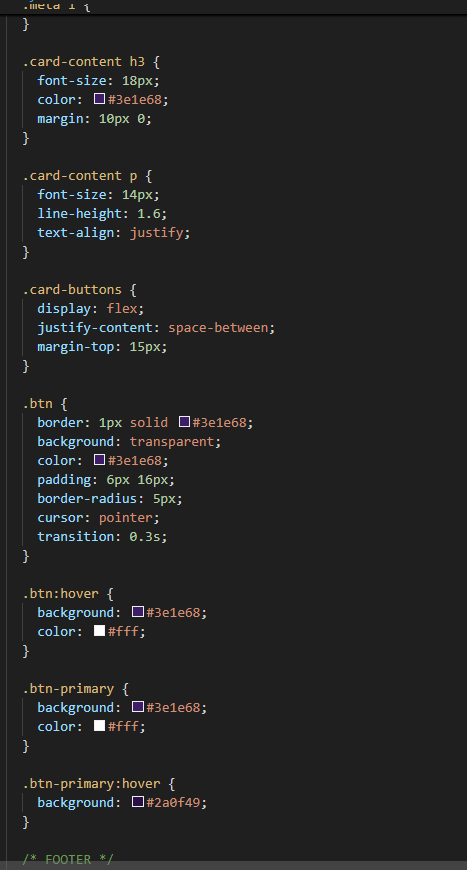 .meta i {
}
.card-content h3 {
font-size: 18px;
color: #3e1e68;
margin: 10px 0;
}
.card-content p {
font-size: 14px;
line-height: 1.6;
text-align: justify;
}
.card-buttons {
display: flex;
justify-content: space-between;
margin-top: 15px;
}
.btn {
border: 1px solid #3e1e68;
background: transparent;
color: #3e1e68;
padding: 6px 16px;
border-radius: 5px;
cursor: pointer;
transition: 0.3s;
}
.btn:hover {
background: #3e1e68;
color: #fff;
}
.btn-primary {
background: #3e1e68;
color: #fff;
}
.btn-primary:hover {
background: #2a0f49;
}
/* FOOTER */